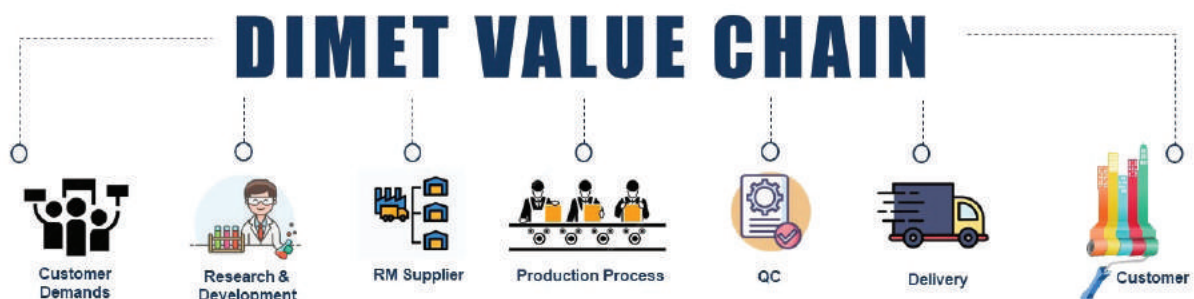 DIMET VALUE CHAIN
Customer
Demands
Research &
Development
RM Supplier
Production Process
QC
Delivery
Customer